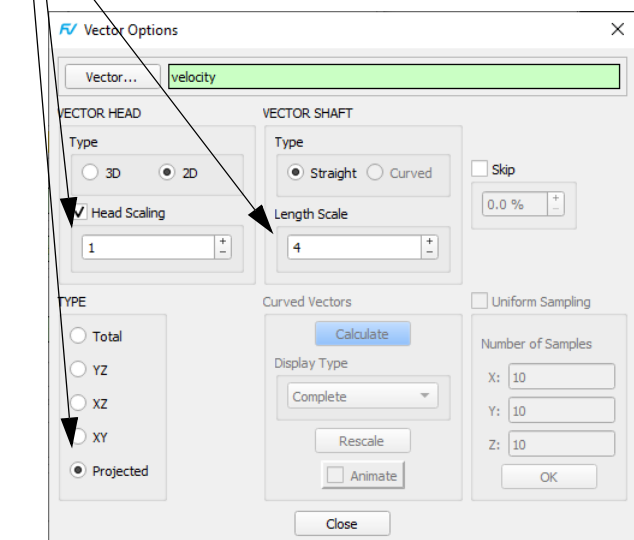 FV Vector Options
Vector... velocity
VECTOR HEAD VECTOR SHAFT
Type Type
3D 2D Straight Curved Skip
0.0 %
Head Scaling Length Scale
1 4
TYPE Curved Vectors Uniform Sampling
Total Calculate Number of Samples
YZ Display Type X: 10
XZ Complete Y: 10
XY Rescale Z: 10
Projected Animate OK
Close